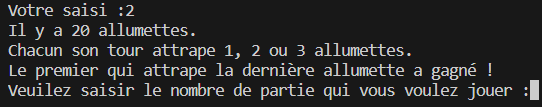 Votre saisi :2
Il y a 20 allumettes.
Chacun son tour attrape 1, 2 ou 3 allumettes.
Le premier qui attrape la dernière allumette a gagné !
Veuilez saisir le nombre de partie qui vous voulez jouer :